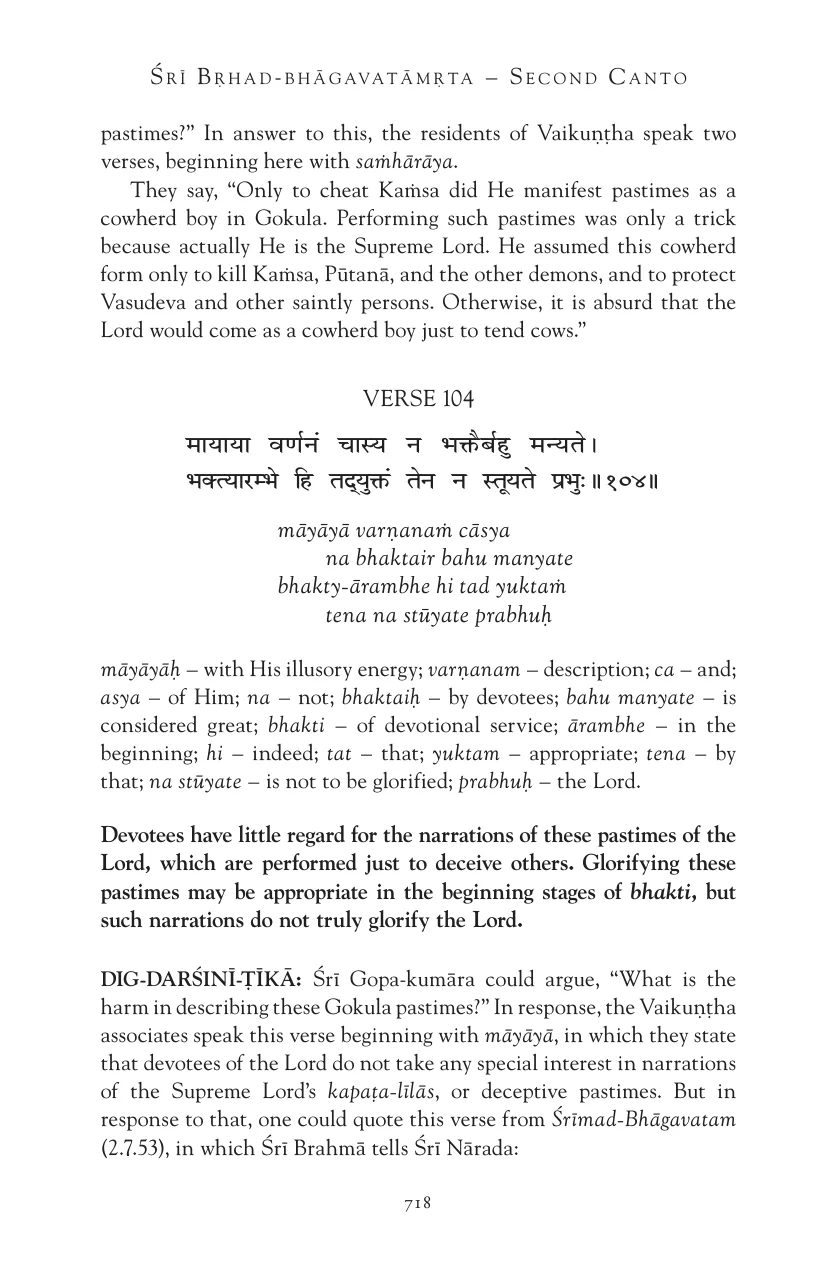 Śrī Bṛhad-bhāgavatāmṛta – Second Canto
pastimes?” In answer to this, the residents of Vaikuṇṭha speak two
verses, beginning here with saṁhārāya.
They say, “Only to cheat Kaṁsa did He manifest pastimes as a
cowherd boy in Gokula. Performing such pastimes was only a trick
because actually He is the Supreme Lord. He assumed this cowherd
form only to kill Kaṁsa, Pūtanā, and the other demons, and to protect
Vasudeva and other saintly persons. Otherwise, it is absurd that the
Lord would come as a cowherd boy just to tend cows.”
VERSE 104
मायाया वर्णनं चास्य न भक्तैर्बहु मन्यते।
भक्त्यारम्भे हि तद्युक्तं तेन न स्तूयते प्रभुः॥१०४॥
māyāyā varṇanaṁ cāsya
na bhaktair bahu manyate
bhakty-ārambhe hi tad yuktaṁ
tena na stūyate prabhuḥ
māyāyāḥ – with His illusory energy; varṇanam – description; ca – and;
asya – of Him; na – not; bhaktaiḥ – by devotees; bahu manyate – is
considered great; bhakti – of devotional service; ārambhe – in the
beginning; hi – indeed; tat – that; yuktam – appropriate; tena – by
that; na stūyate – is not to be glorified; prabhuḥ – the Lord.
Devotees have little regard for the narrations of these pastimes of the
Lord, which are performed just to deceive others. Glorifying these
pastimes may be appropriate in the beginning stages of bhakti, but
such narrations do not truly glorify the Lord.
DIG-DARŚINĪ-ṬĪKĀ: Śrī Gopa-kumāra could argue, “What is the
harm in describing these Gokula pastimes?” In response, the Vaikuṇṭha
associates speak this verse beginning with māyāyā, in which they state
that devotees of the Lord do not take any special interest in narrations
of the Supreme Lord’s kapaṭa-līlās, or deceptive pastimes. But in
response to that, one could quote this verse from Śrīmad-Bhāgavatam
(2.7.53), in which Śrī Brahmā tells Śrī Nārada:
718